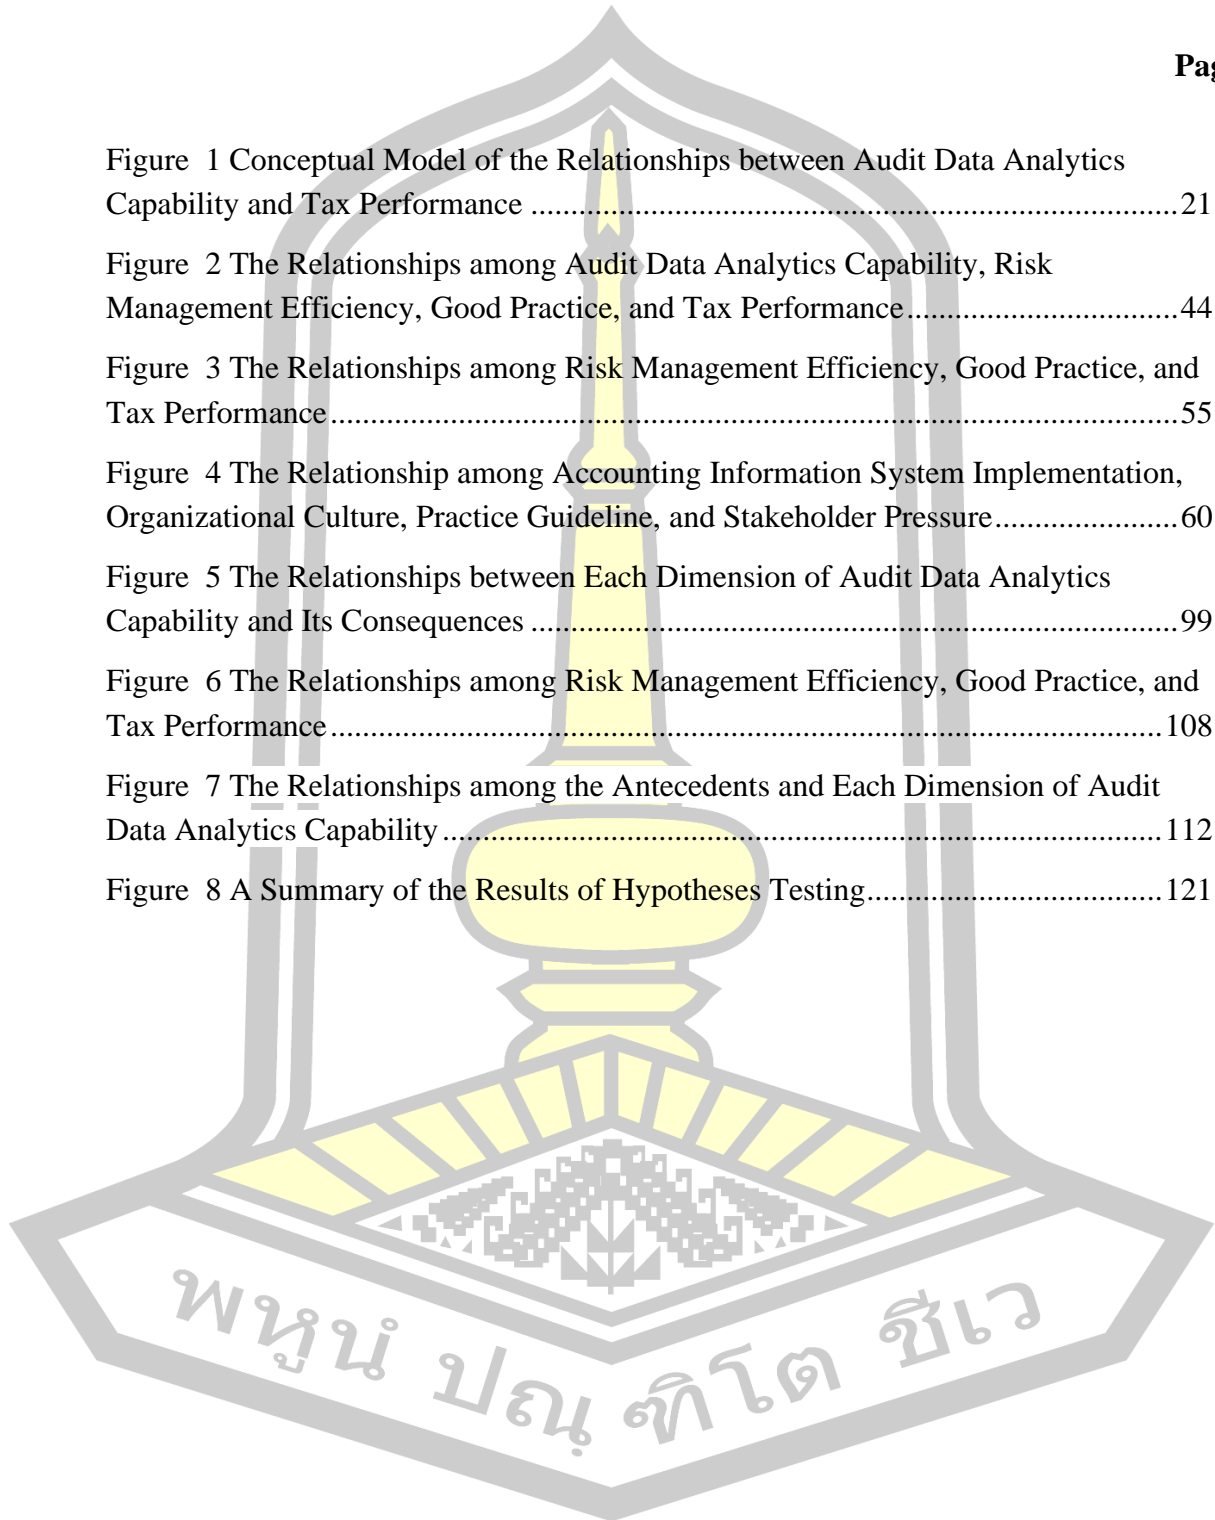 Pag
Figure  1 Conceptual Model of the Relationships between Audit Data Analytics
Capability and Tax Performance ........................................................................21
Figure  2 The Relationships among Audit Data Analytics Capability, Risk
Management Efficiency, Good Practice, and Tax Performance..............................44
Figure  3 The Relationships among Risk Management Efficiency, Good Practice, and
Tax Performance..............................................................................................55
Figure  4 The Relationship among Accounting Information System Implementation,
Organizational Culture, Practice Guideline, and Stakeholder Pressure....................60
Figure  5 The Relationships between Each Dimension of Audit Data Analytics
Capability and Its Consequences ........................................................................99
Figure  6 The Relationships among Risk Management Efficiency, Good Practice, and
Tax Performance............................................................................................108
Figure  7 The Relationships among the Antecedents and Each Dimension of Audit
Data Analytics Capability................................................................................112
Figure  8 A Summary of the Results of Hypotheses Testing.................................121
พหูนํ ปณฺฑิโต ชีเว